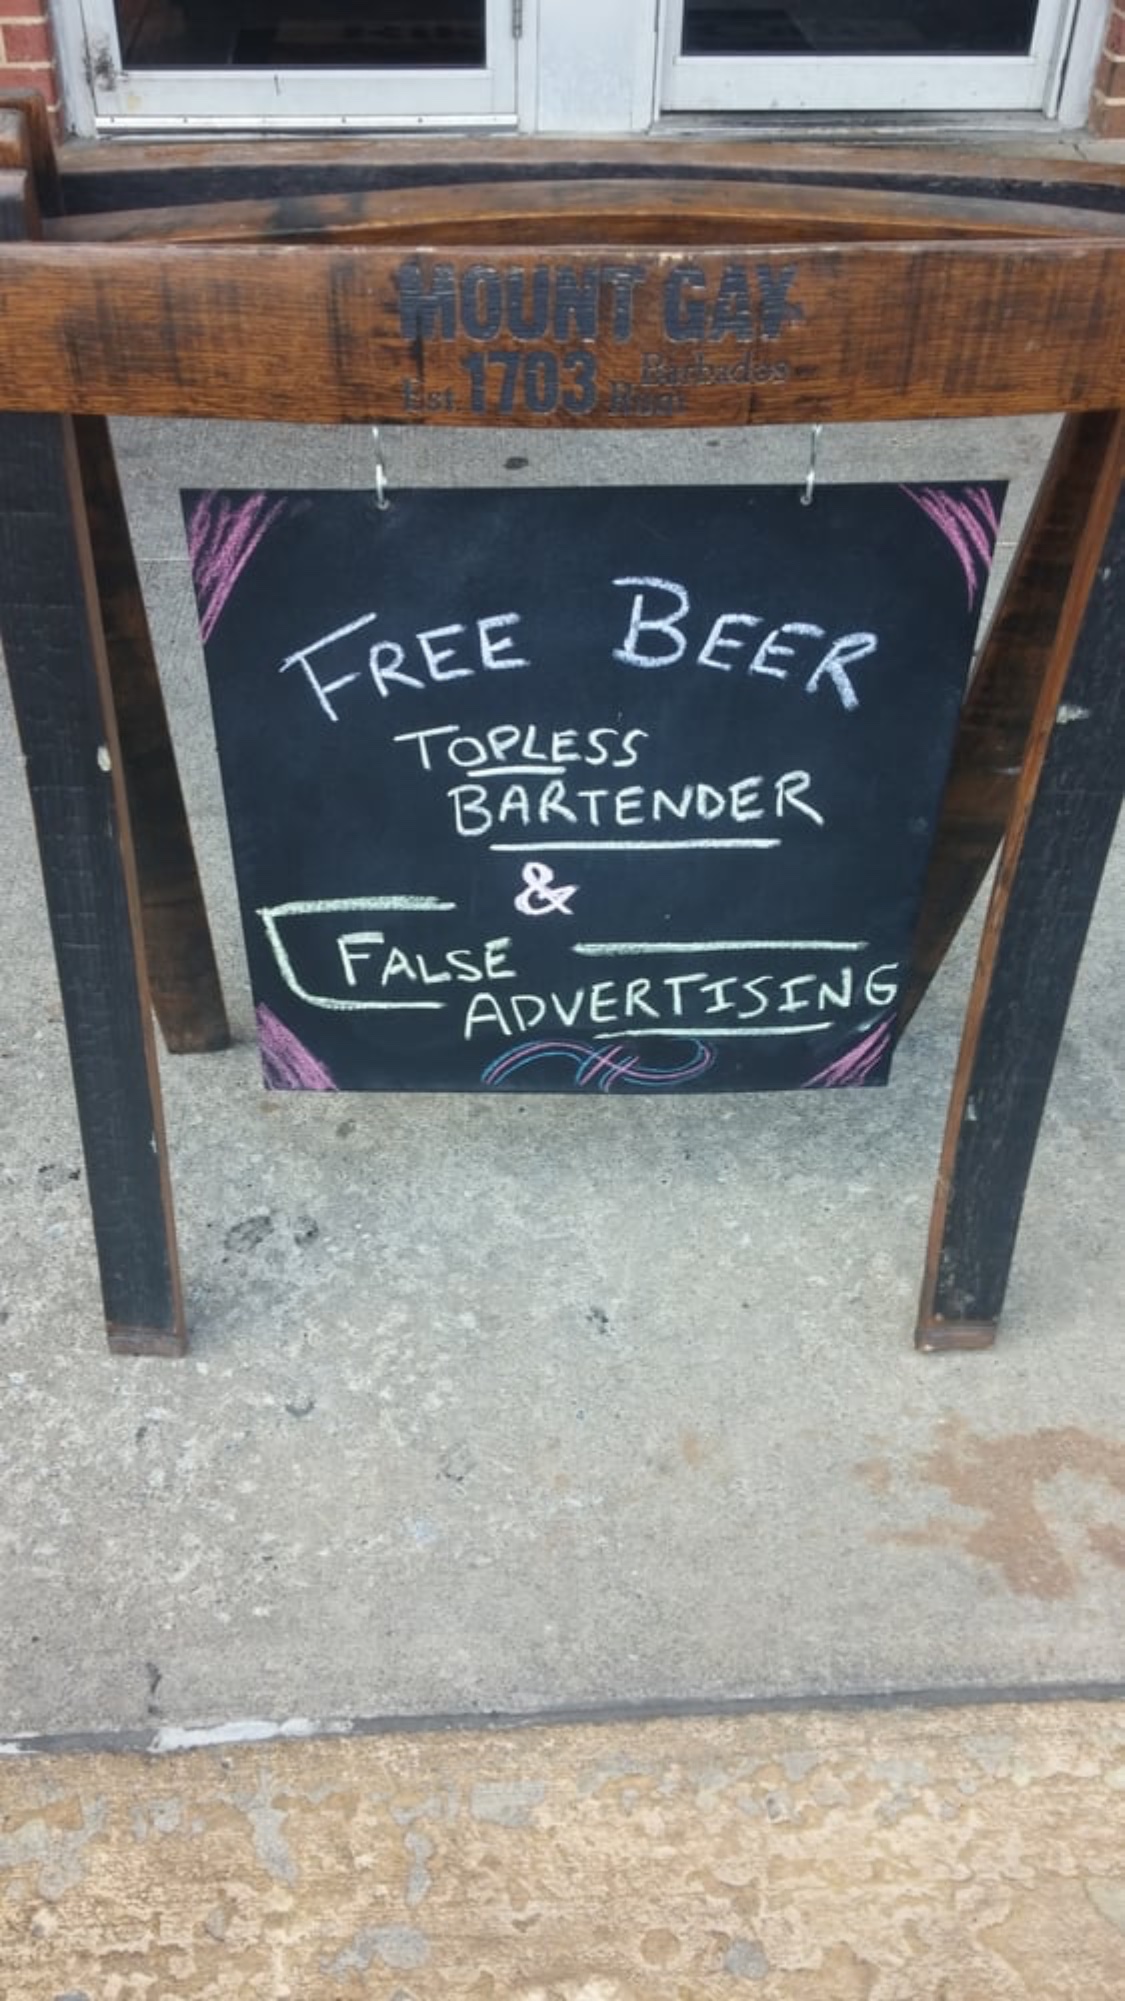 MOUNT GAY
Est. 1703 Barbados Rum
FREE BEER
TOPLESS
BARTENDER
&
FALSE
ADVERTISING